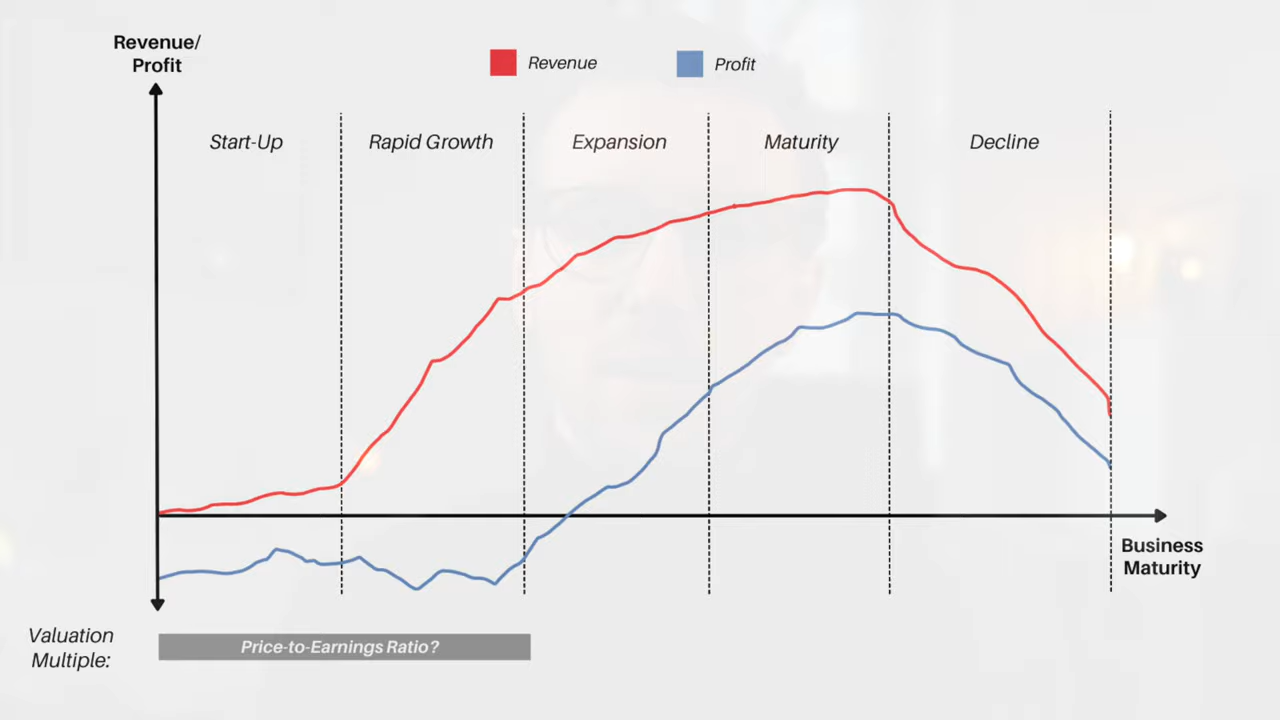 Revenue/
Profit
Revenue
Profit
Start-Up
Rapid Growth
Expansion
Maturity
Decline
Business
Maturity
Valuation
Multiple:
Price-to-Earnings Ratio?